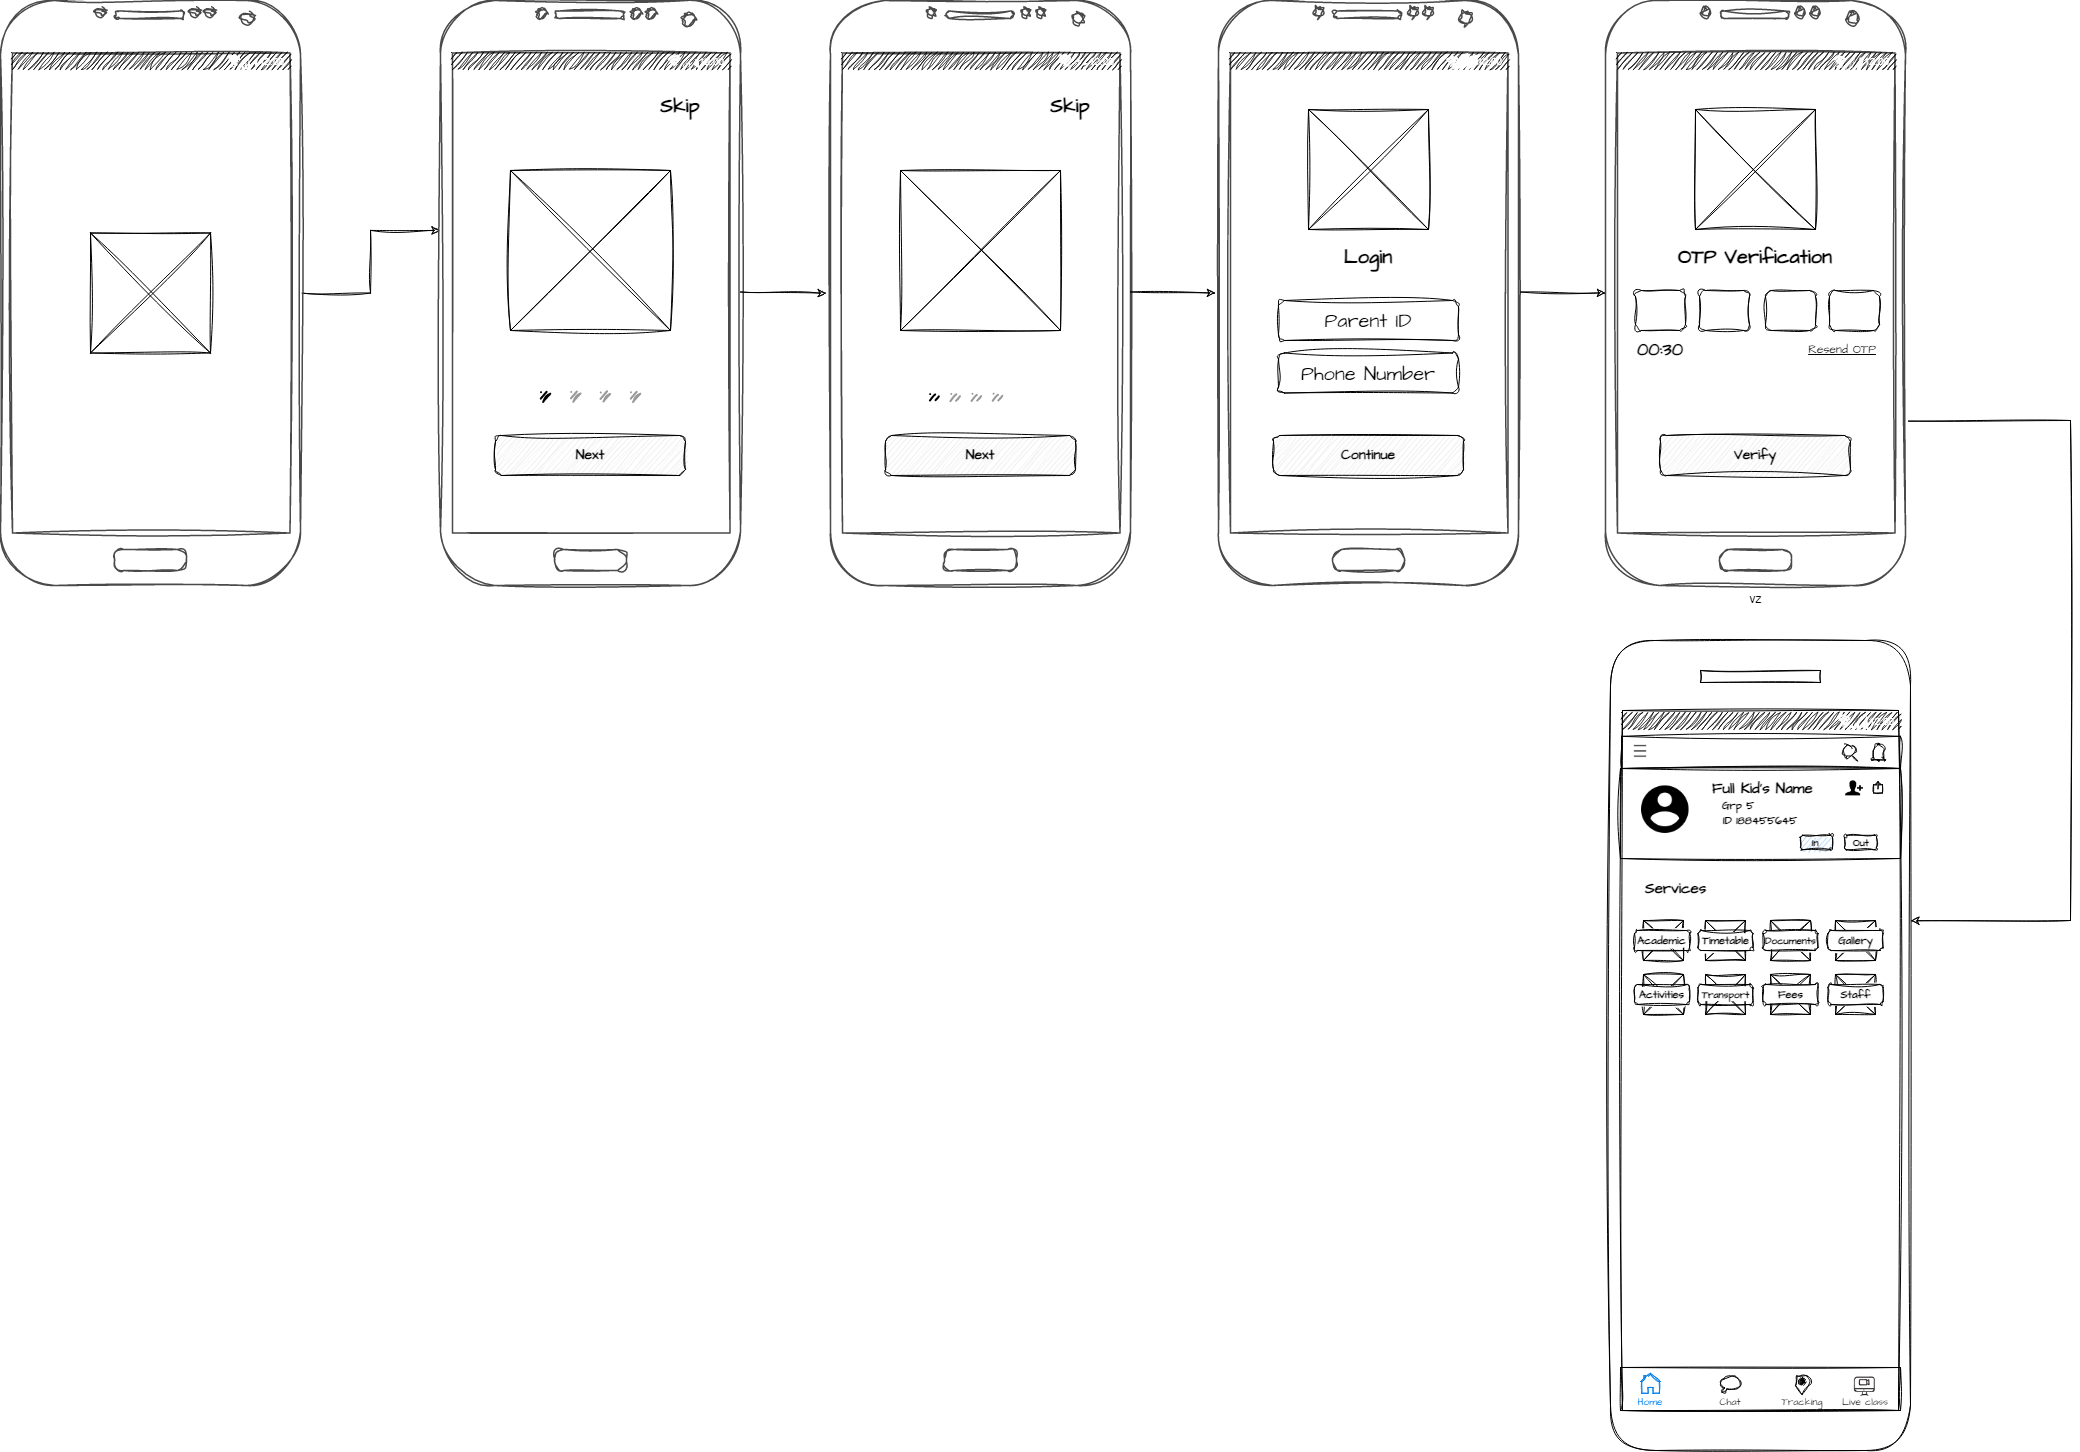 Skip
Next
Skip
Next
Login
Parent ID
Phone Number
Continue
OTP Verification
00:30
Resend OTP
Verify
VZ
Full Kid's Name
Grp 5
ID 188455645
In
Out
Services
Academic
Timetable
Documents
Gallery
Activities
Transport
Fees
Staff
Home
Chat
Tracking
Live class